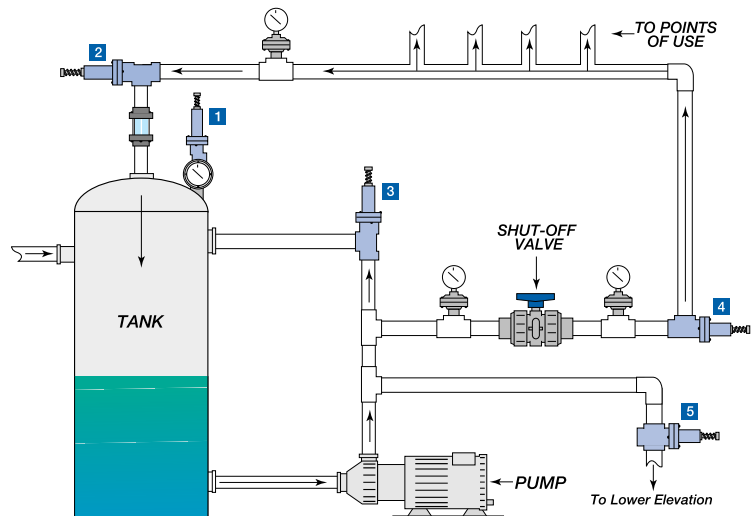 2
TO POINTS
OF USE
1
3
SHUT-OFF
VALVE
TANK
4
5
PUMP
To Lower Elevation